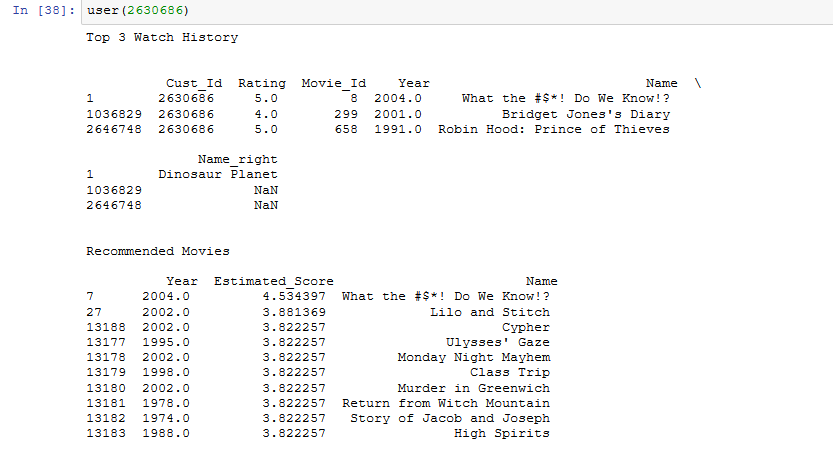 In [38]: user(2630686)
Top 3 Watch History
Cust_Id Rating Movie_Id Year Name \
1 2630686 5.0 8 2004.0 What the #$*! Do We Know!?
1036829 2630686 4.0 299 2001.0 Bridget Jones's Diary
2646748 2630686 5.0 658 1991.0 Robin Hood: Prince of Thieves
Name_right
1 Dinosaur Planet
1036829 NaN
2646748 NaN
Recommended Movies
Year Estimated_Score Name
7 2004.0 4.534397 What the #$*! Do We Know!?
27 2002.0 3.881369 Lilo and Stitch
13188 2002.0 3.822257 Cypher
13177 1995.0 3.822257 Ulysses' Gaze
13178 2002.0 3.822257 Monday Night Mayhem
13179 1998.0 3.822257 Class Trip
13180 2002.0 3.822257 Murder in Greenwich
13181 1978.0 3.822257 Return from Witch Mountain
13182 1974.0 3.822257 Story of Jacob and Joseph
13183 1988.0 3.822257 High Spirits